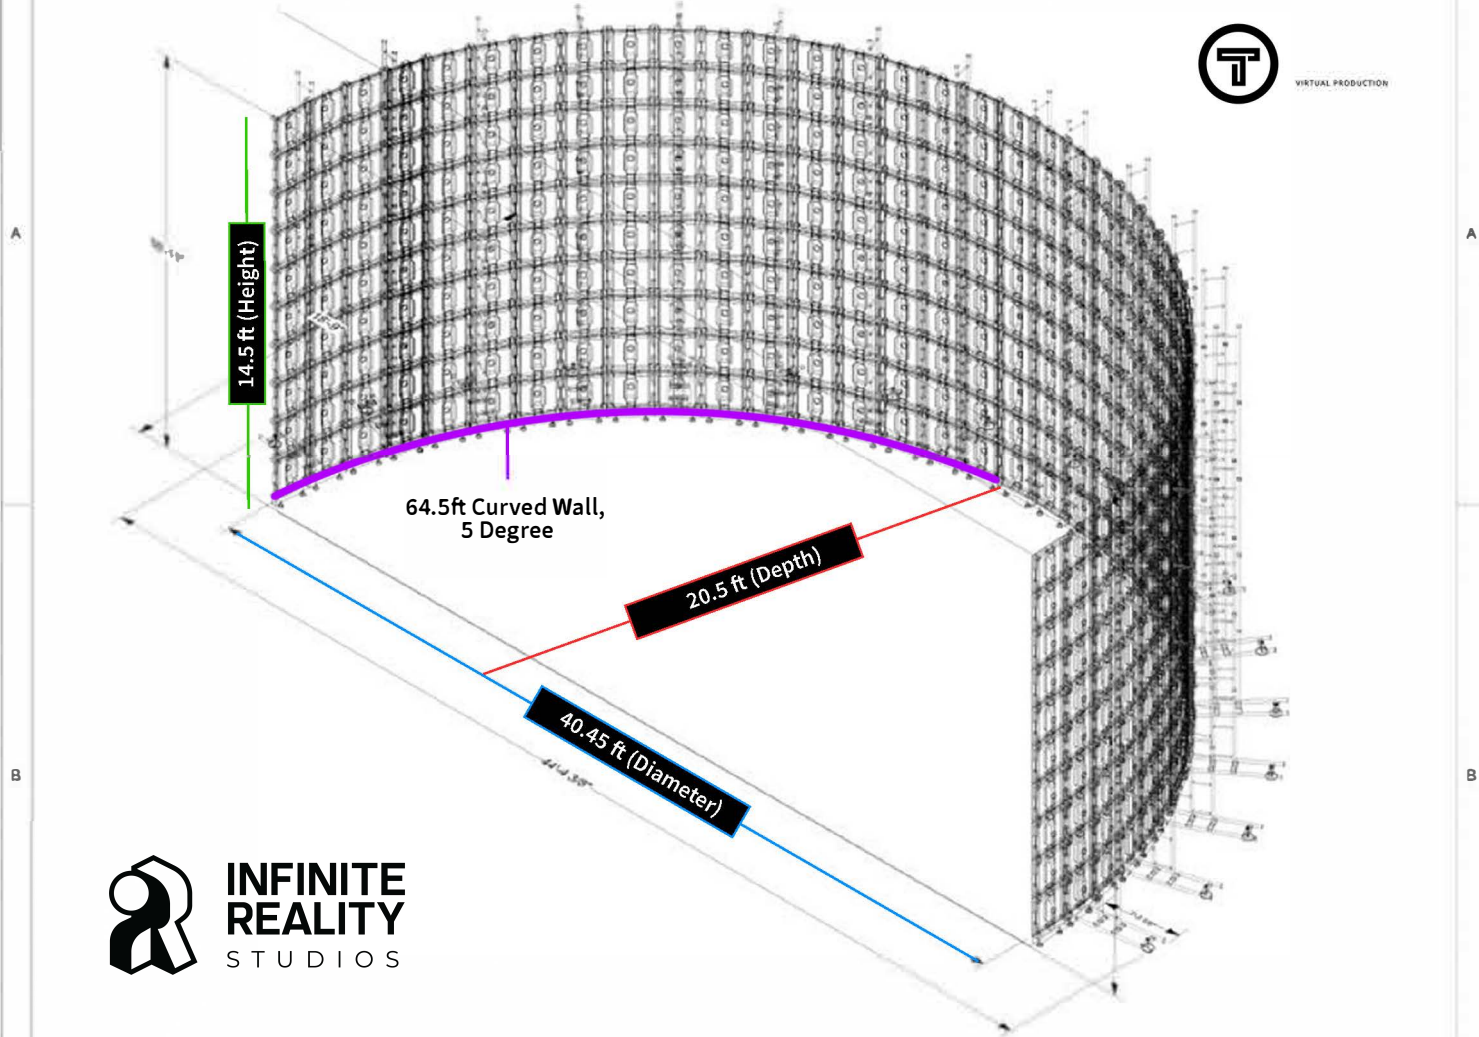 VIRTUAL PRODUCTION
A
A
14.5 ft (Height)
64.5ft Curved Wall,
5 Degree
20.5 ft (Depth)
40.45 ft (Diameter)
B
B
INFINITE
REALITY
STUDIOS